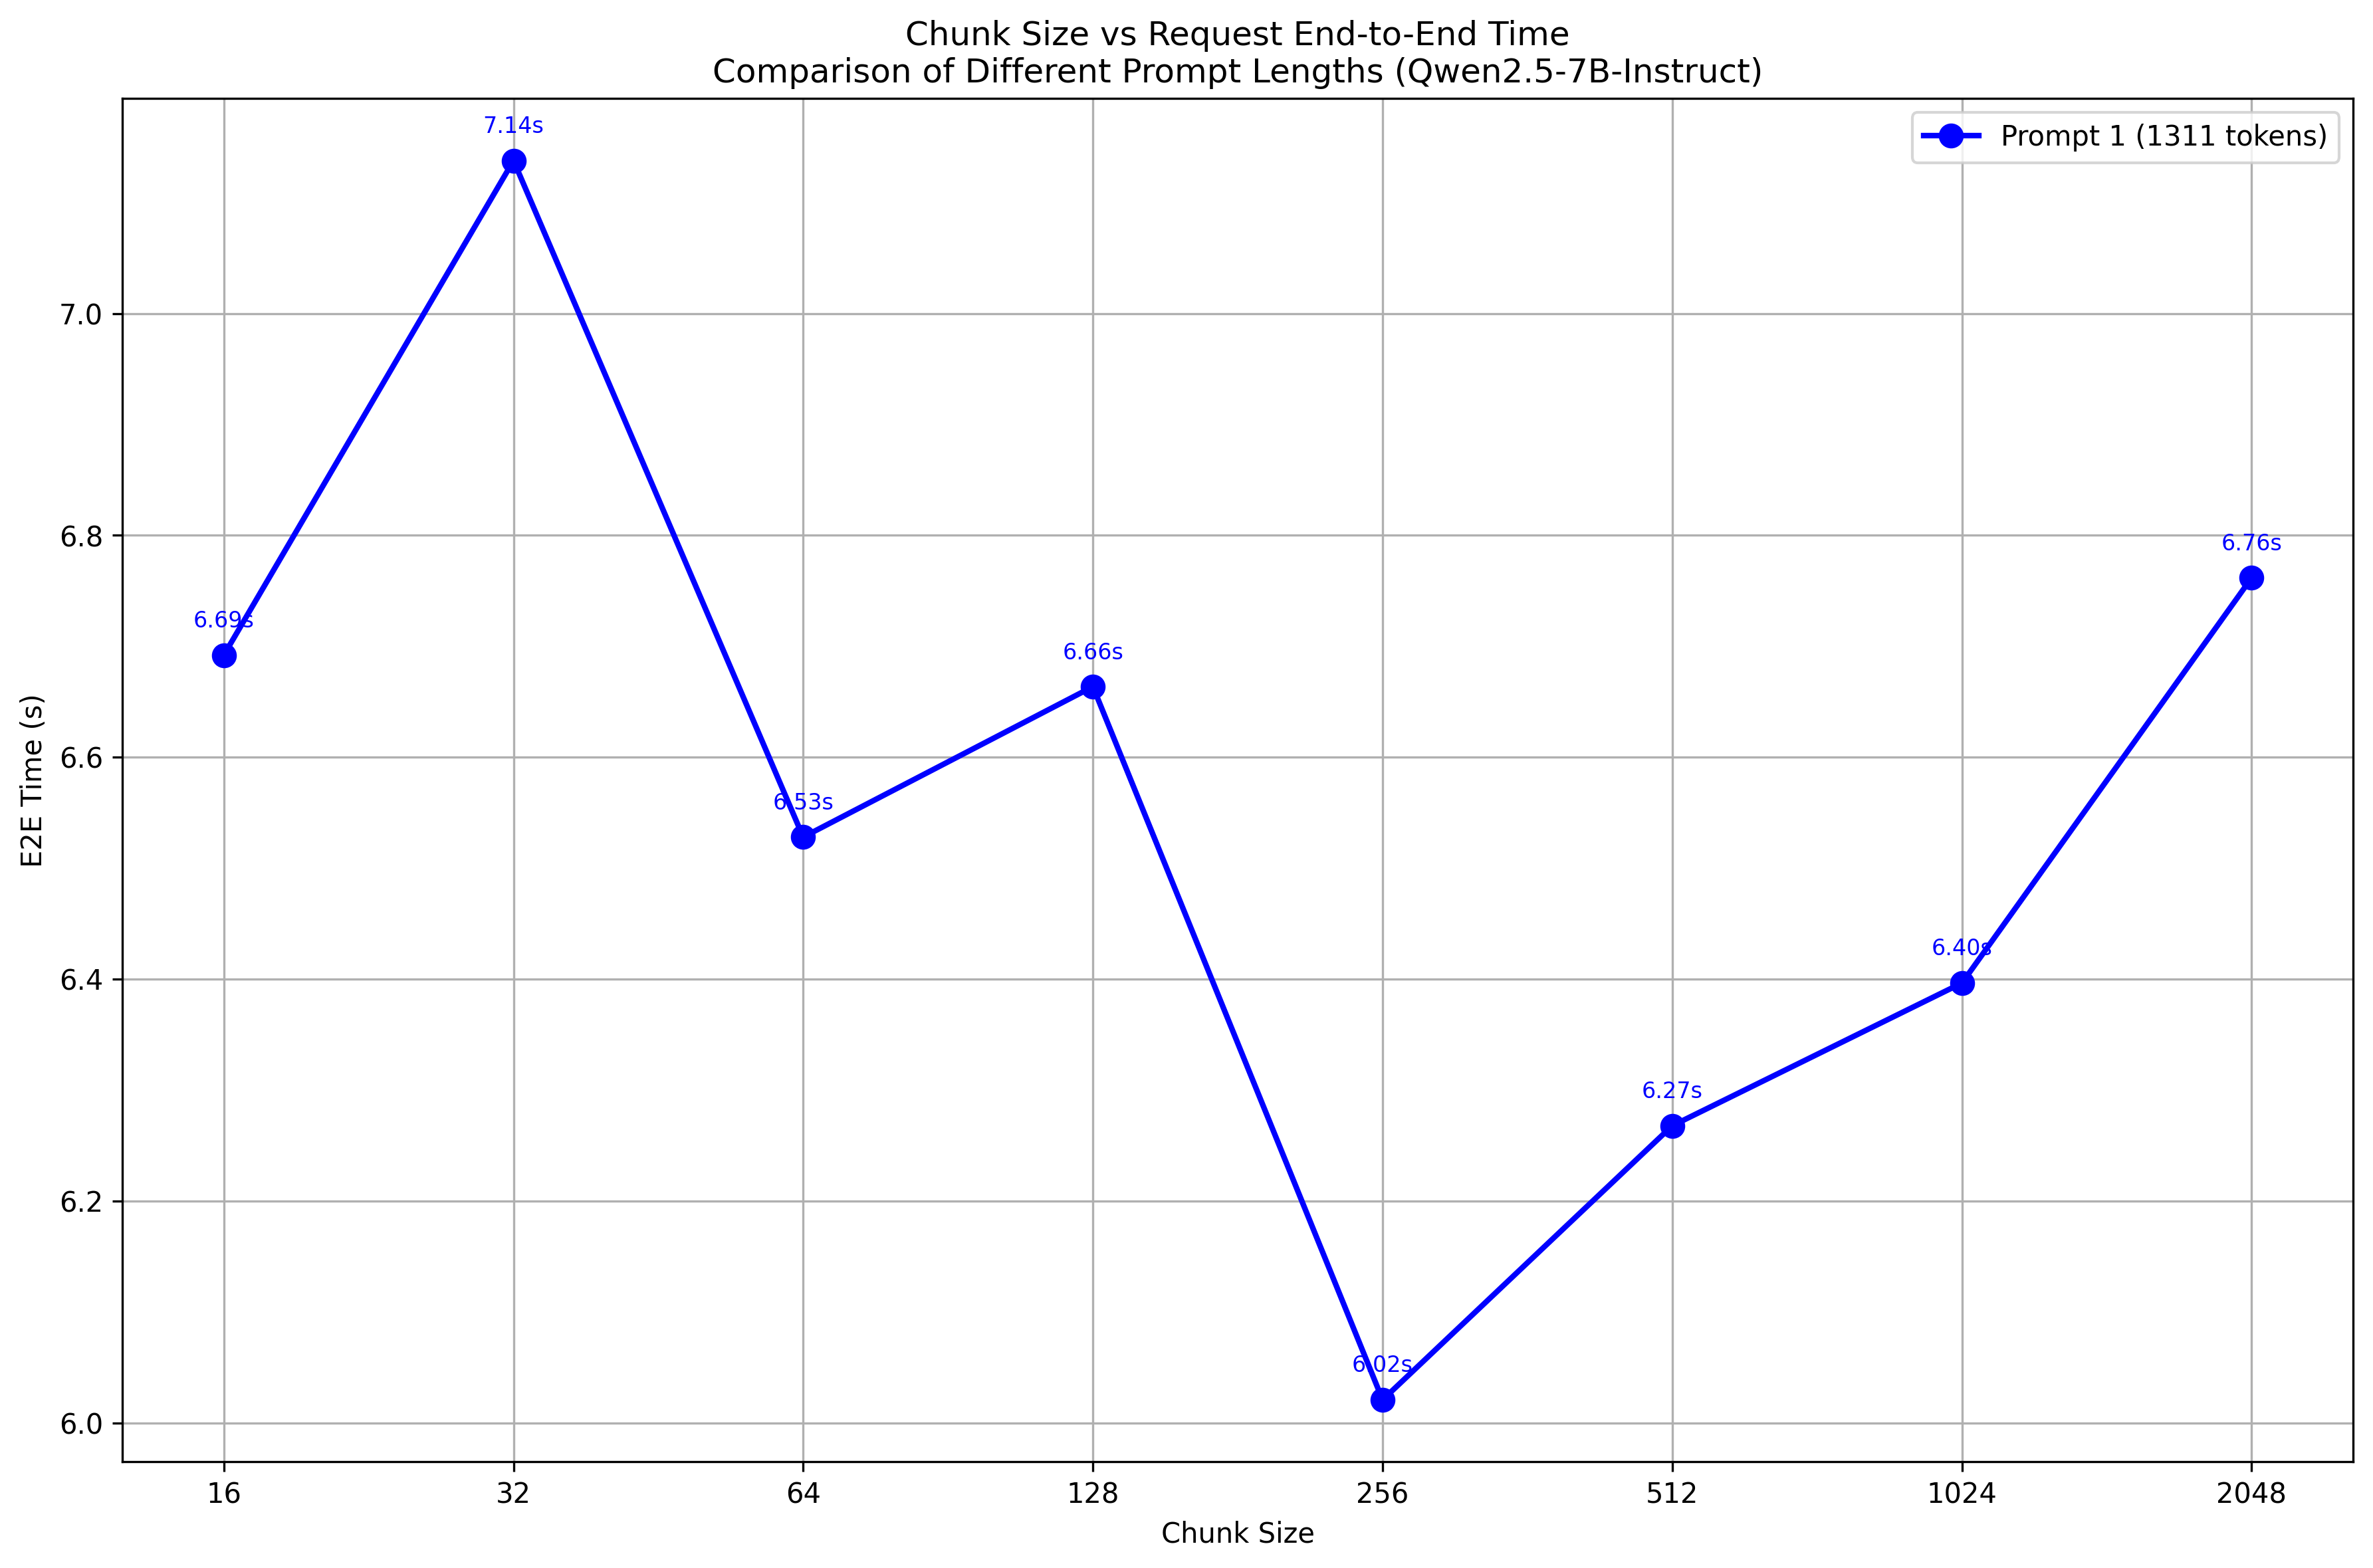 Chunk Size vs Request End-to-End Time
Comparison of Different Prompt Lengths (Qwen2.5-7B-Instruct)
Prompt 1 (1311 tokens)
7.14s
6.69s
6.53s
6.66s
6.02s
6.27s
6.40s
6.76s
E2E Time (s)
7.0
6.8
6.6
6.4
6.2
6.0
16 32 64 128 256 512 1024 2048
Chunk Size